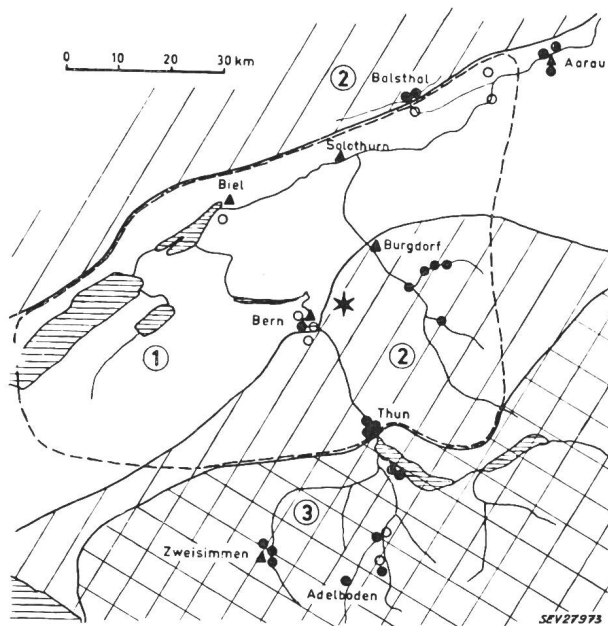 0 10 20 30 km
Aarau
2
Balsthal
Solothurn
Biel
Burgdorf
Bern
1
2
Thun
3
Zweisimmen
Adelboden
SEV27973